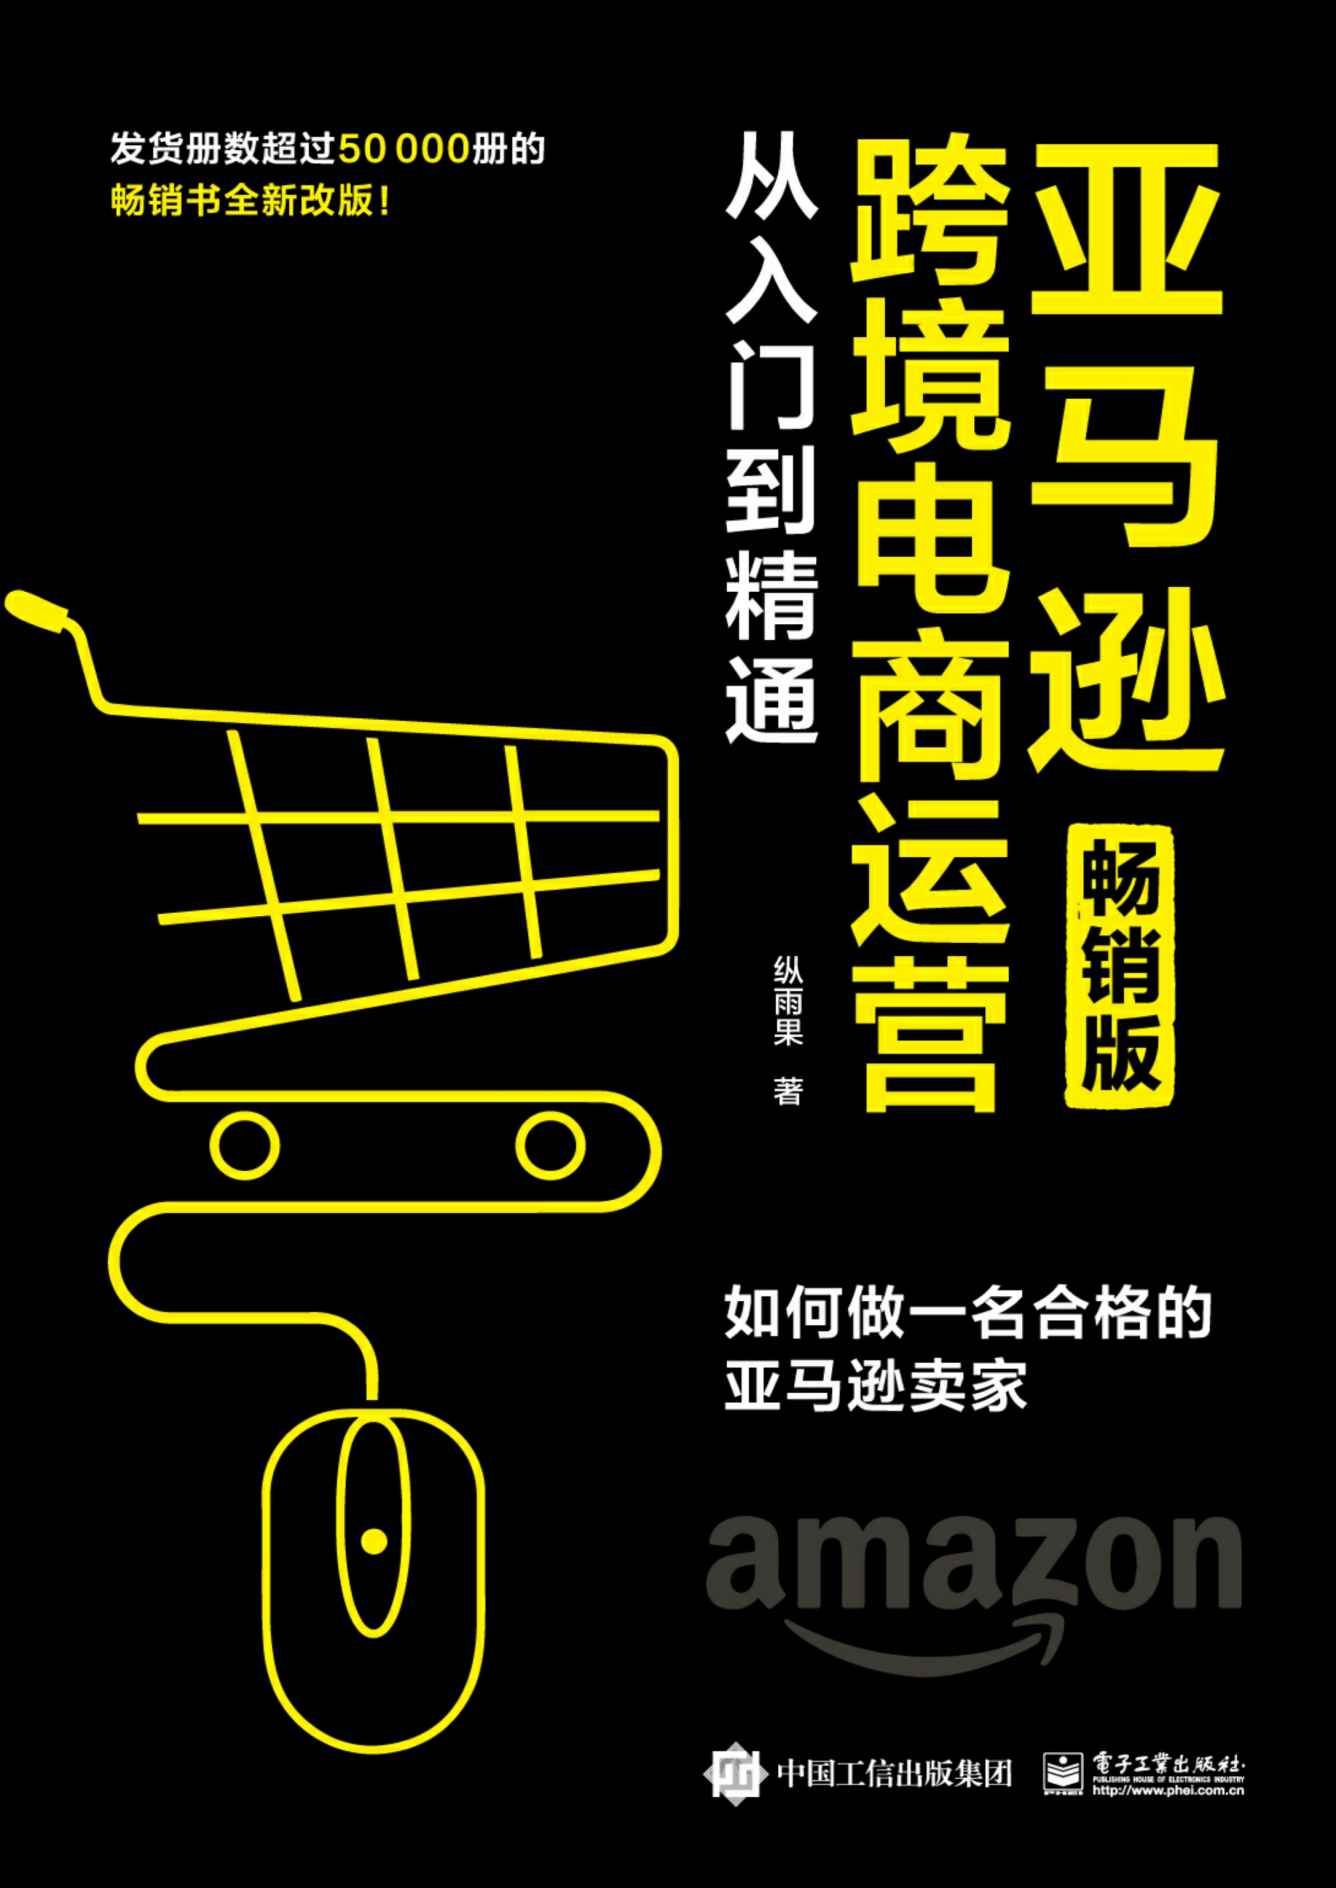 发货册数超过50 000册的
畅销书全新改版！
亚马逊
畅销版
跨境电商运营
从入门到精通
纵雨果 著
如何做一名合格的
亚马逊卖家
amazon
中国工信出版集团
電子工業出版社·
PUBLISHING HOUSE OF ELECTRONICS INDUSTRY
http://www.phei.com.cn